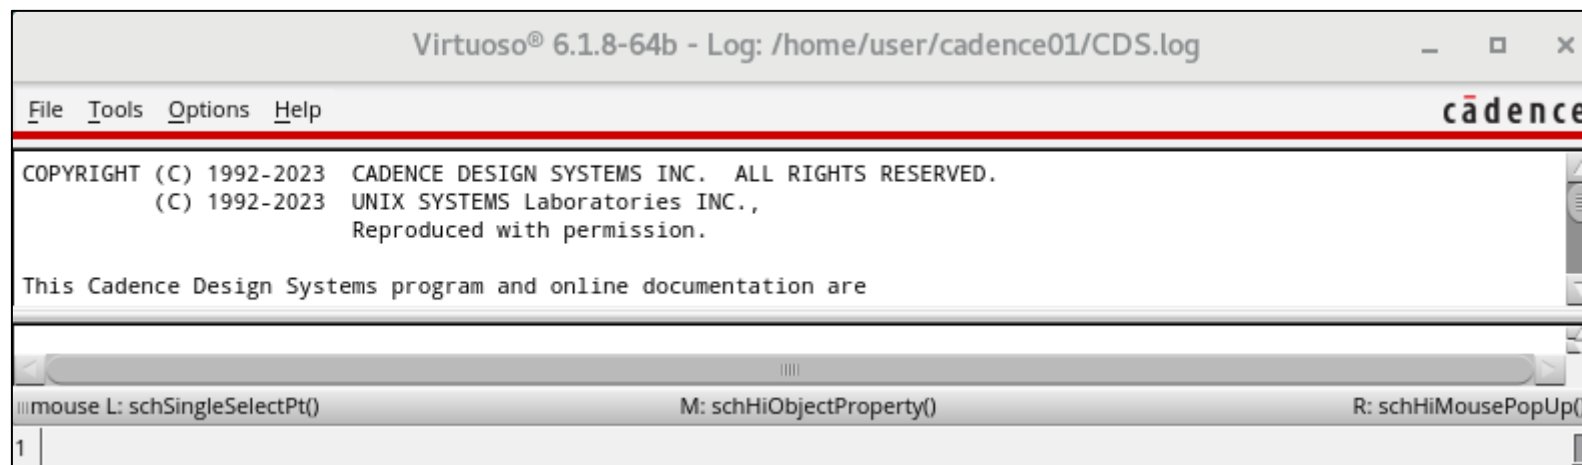 Virtuoso® 6.1.8-64b - Log: /home/user/cadence01/CDS.log
File Tools Options Help cādence
COPYRIGHT (C) 1992-2023 CADENCE DESIGN SYSTEMS INC. ALL RIGHTS RESERVED.
(C) 1992-2023 UNIX SYSTEMS Laboratories INC.,
Reproduced with permission.
This Cadence Design Systems program and online documentation are
mouse L: schSingleSelectPt() M: schHiObjectProperty() R: schHiMousePopUp()
1